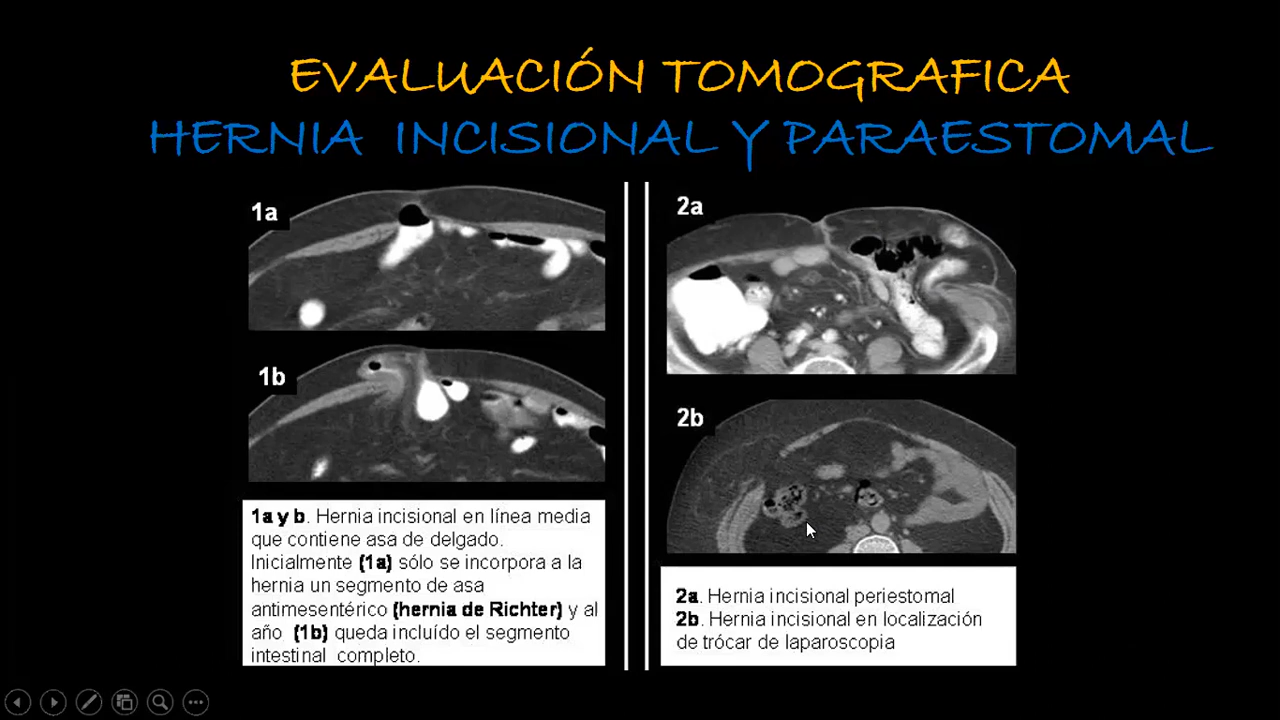 EVALUACIÓN TOMOGRAFICA
HERNIA INCISIONAL Y PARAESTOMAL
1a
1b
1a y b. Hernia incisional en línea media
que contiene asa de delgado.
Inicialmente (1a) sólo se incorpora a la
hernia un segmento de asa
antimesentérico (hernia de Richter) y al
año (1b) queda incluído el segmento
intestinal completo.
2a
2b
2a. Hernia incisional periestomal
2b. Hernia incisional en localización
de trócar de laparoscopia